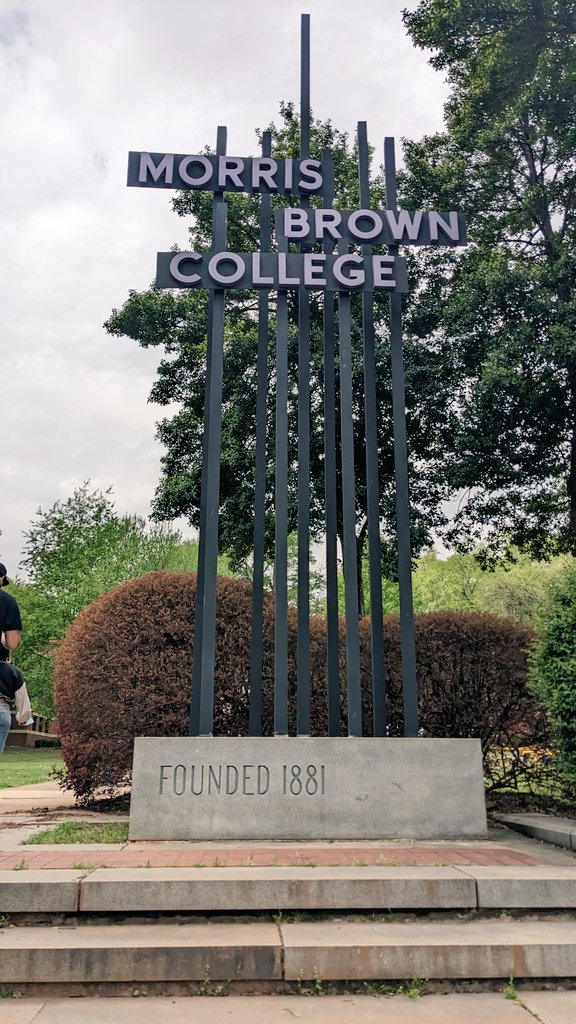 MORRIS
BROWN
COLLEGE
FOUNDED 1881